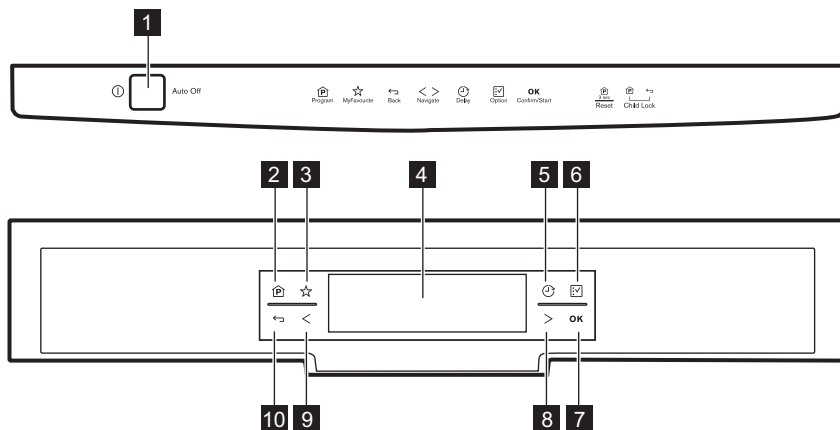 1
Auto Off
P P P
Program MyFavourite Back Navigate Delay Option OK Confirm/Start 3 sec Reset Child Lock
2 3 4 5 6
P
OK
10 9 8 7